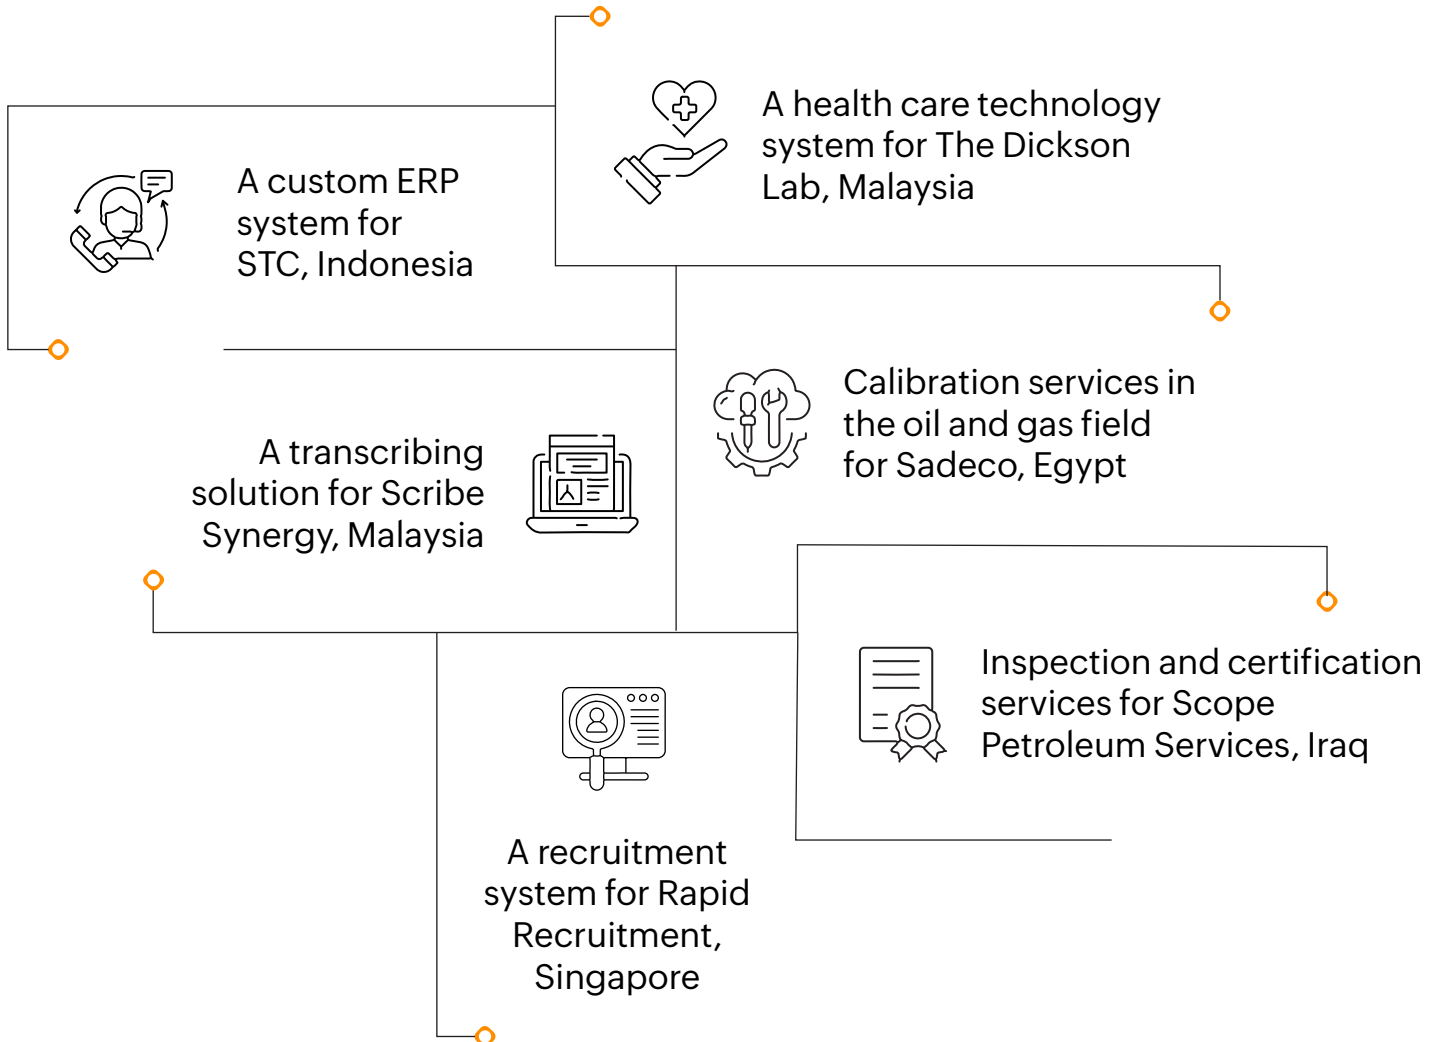 A health care technology
system for The Dickson
Lab, Malaysia
A custom ERP
system for
STC, Indonesia
Calibration services in
the oil and gas field
for Sadeco, Egypt
A transcribing
solution for Scribe
Synergy, Malaysia
Inspection and certification
services for Scope
Petroleum Services, Iraq
A recruitment
system for Rapid
Recruitment,
Singapore